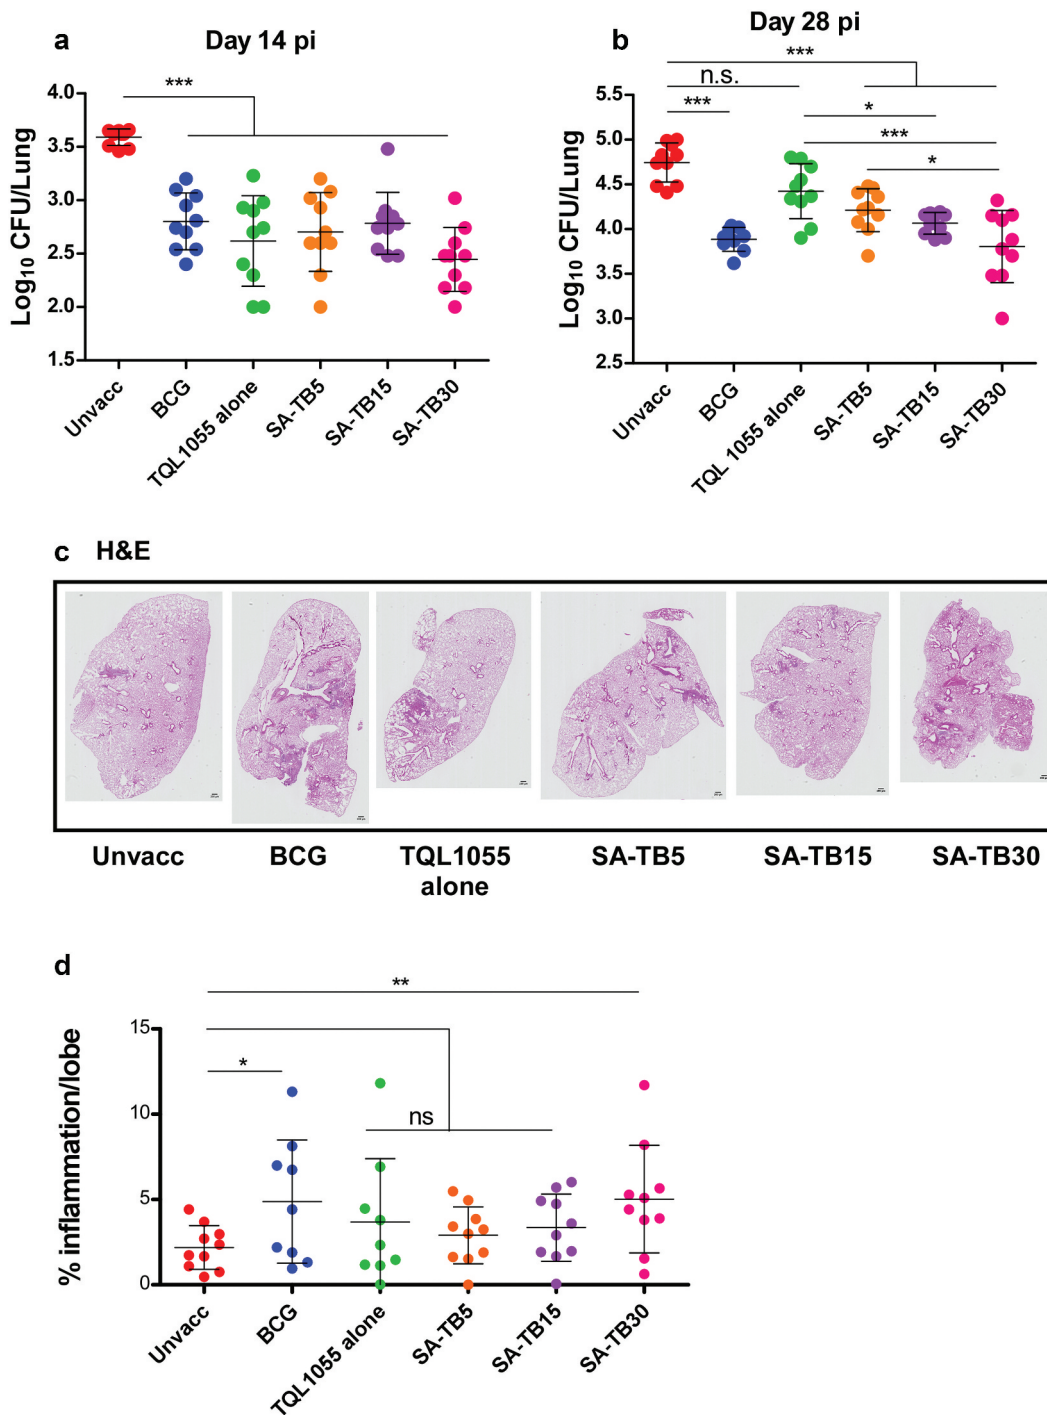 a
Day 14 pi
***
Log10 CFU/Lung
4.0
3.5
3.0
2.5
2.0
1.5
Unvacc
BCG
TQL1055 alone
SA-TB5
SA-TB15
SA-TB30
b
Day 28 pi
***
n.s.
***
*
***
*
Log10 CFU/Lung
5.5
5.0
4.5
4.0
3.5
3.0
2.5
Unvacc
BCG
TQL 1055 alone
SA-TB5
SA-TB15
SA-TB30
c H&E
Unvacc
BCG
TQL1055
alone
SA-TB5
SA-TB15
SA-TB30
d
**
*
ns
% inflammation/lobe
15
10
5
0
Unvacc
BCG
TQL1055 alone
SA-TB5
SA-TB15
SA-TB30